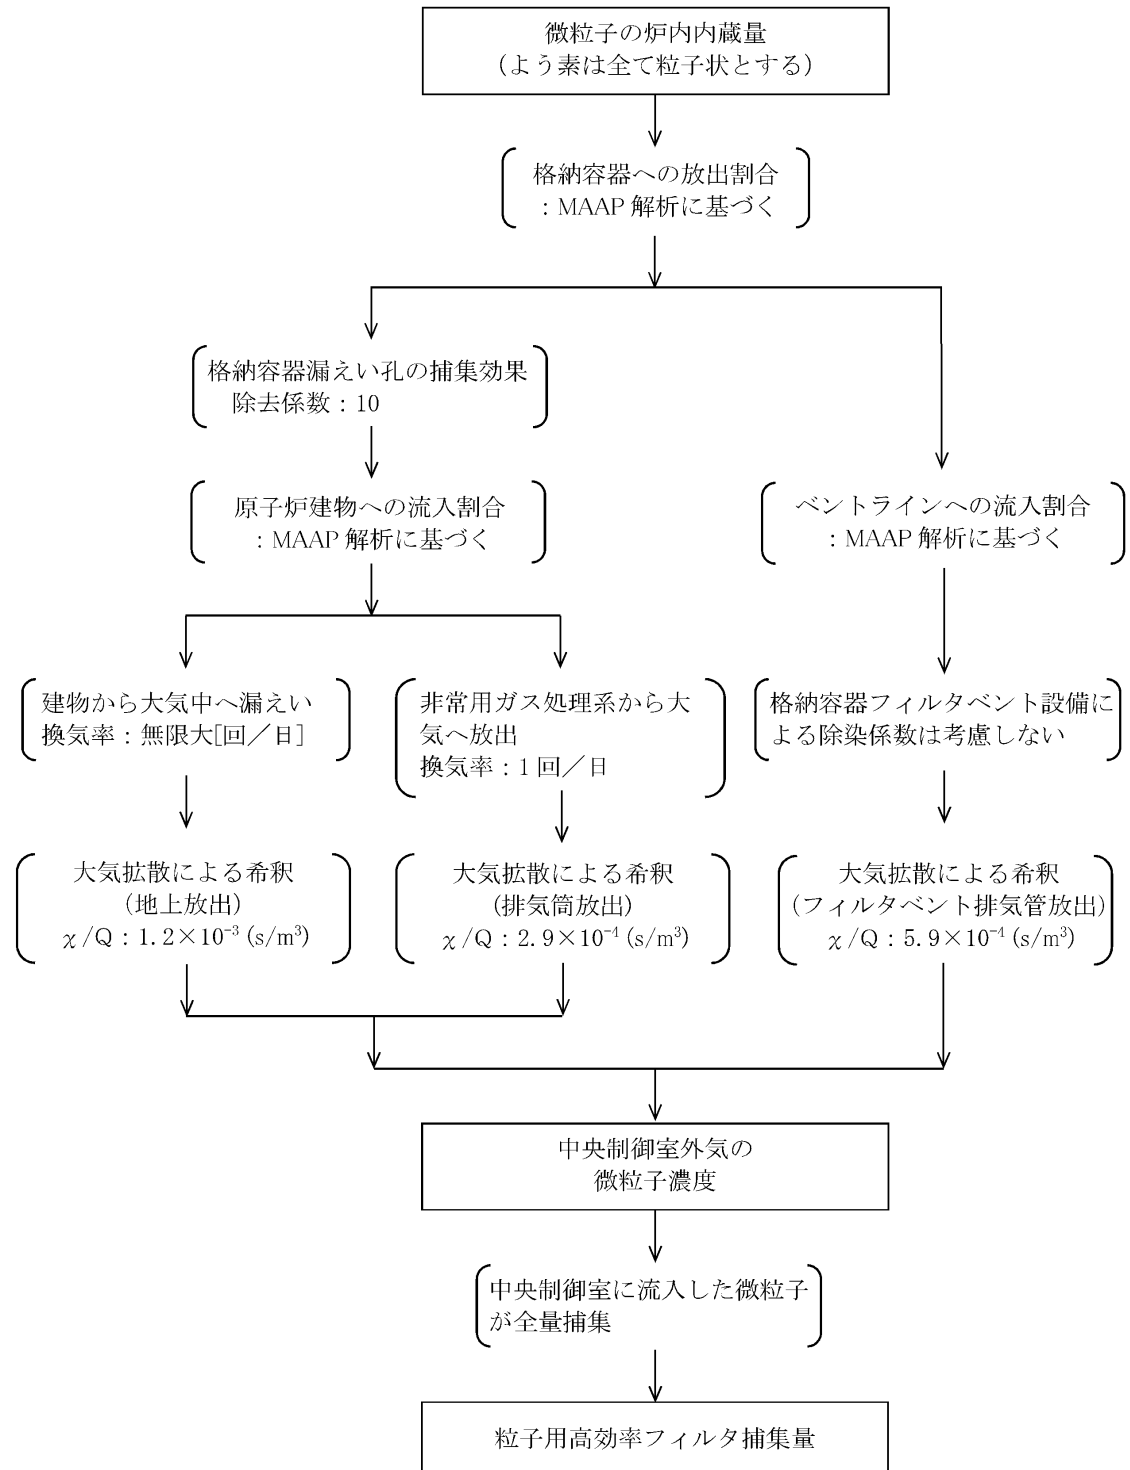 微粒子の炉内内蔵量
(よう素は全て粒子状とする)
格納容器への放出割合
:MAAP 解析に基づく
格納容器漏えい孔の捕集効果
除去係数:10
原子炉建物への流入割合
:MAAP 解析に基づく
ベントラインへの流入割合
:MAAP 解析に基づく
建物から大気中へ漏えい
換気率:無限大[回/日]
非常用ガス処理系から大
気へ放出
換気率:1 回/日
格納容器フィルタベント設備に
よる除染係数は考慮しない
大気拡散による希釈
(地上放出)
χ/Q:1.2×10⁻³ (s/m³)
大気拡散による希釈
(排気筒放出)
χ/Q:2.9×10⁻⁴ (s/m³)
大気拡散による希釈
(フィルタベント排気管放出)
χ/Q:5.9×10⁻⁴ (s/m³)
中央制御室外気の
微粒子濃度
中央制御室に流入した微粒子
が全量捕集
粒子用高効率フィルタ捕集量